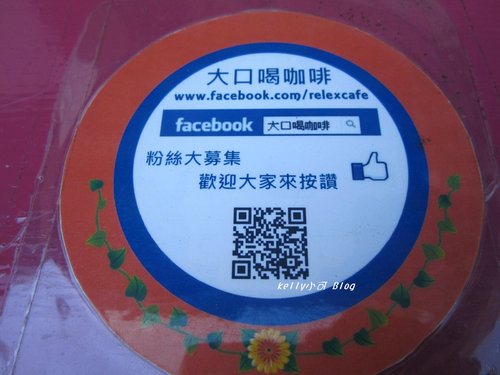 大口喝咖啡
www.facebook.com/relexcafe
facebook 大口喝咖啡
粉絲大募集
歡迎大家來按讚
kelly小可 Blog